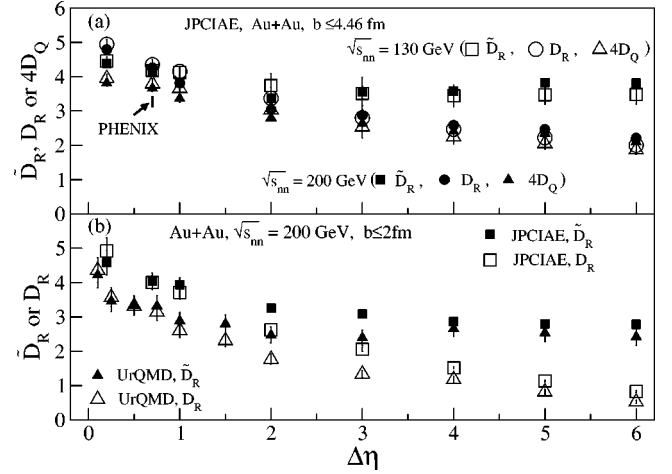 (a) JPCIAE, Au+Au, b ≤4.46 fm
√s_nn = 130 GeV ( □ D̃_R , ○ D_R , △ 4D_Q )
PHENIX
√s_nn = 200 GeV ( ■ D̃_R , ● D_R , ▲ 4D_Q )
D̃_R, D_R or 4D_Q
6
5
4
3
2
1
0
(b) Au+Au, √s_nn = 200 GeV, b≤2fm
■ JPCIAE, D̃_R
□ JPCIAE, D_R
▲ UrQMD, D̃_R
△ UrQMD, D_R
D̃_R or D_R
5
4
3
2
1
0
0 1 2 3 4 5 6
Δη